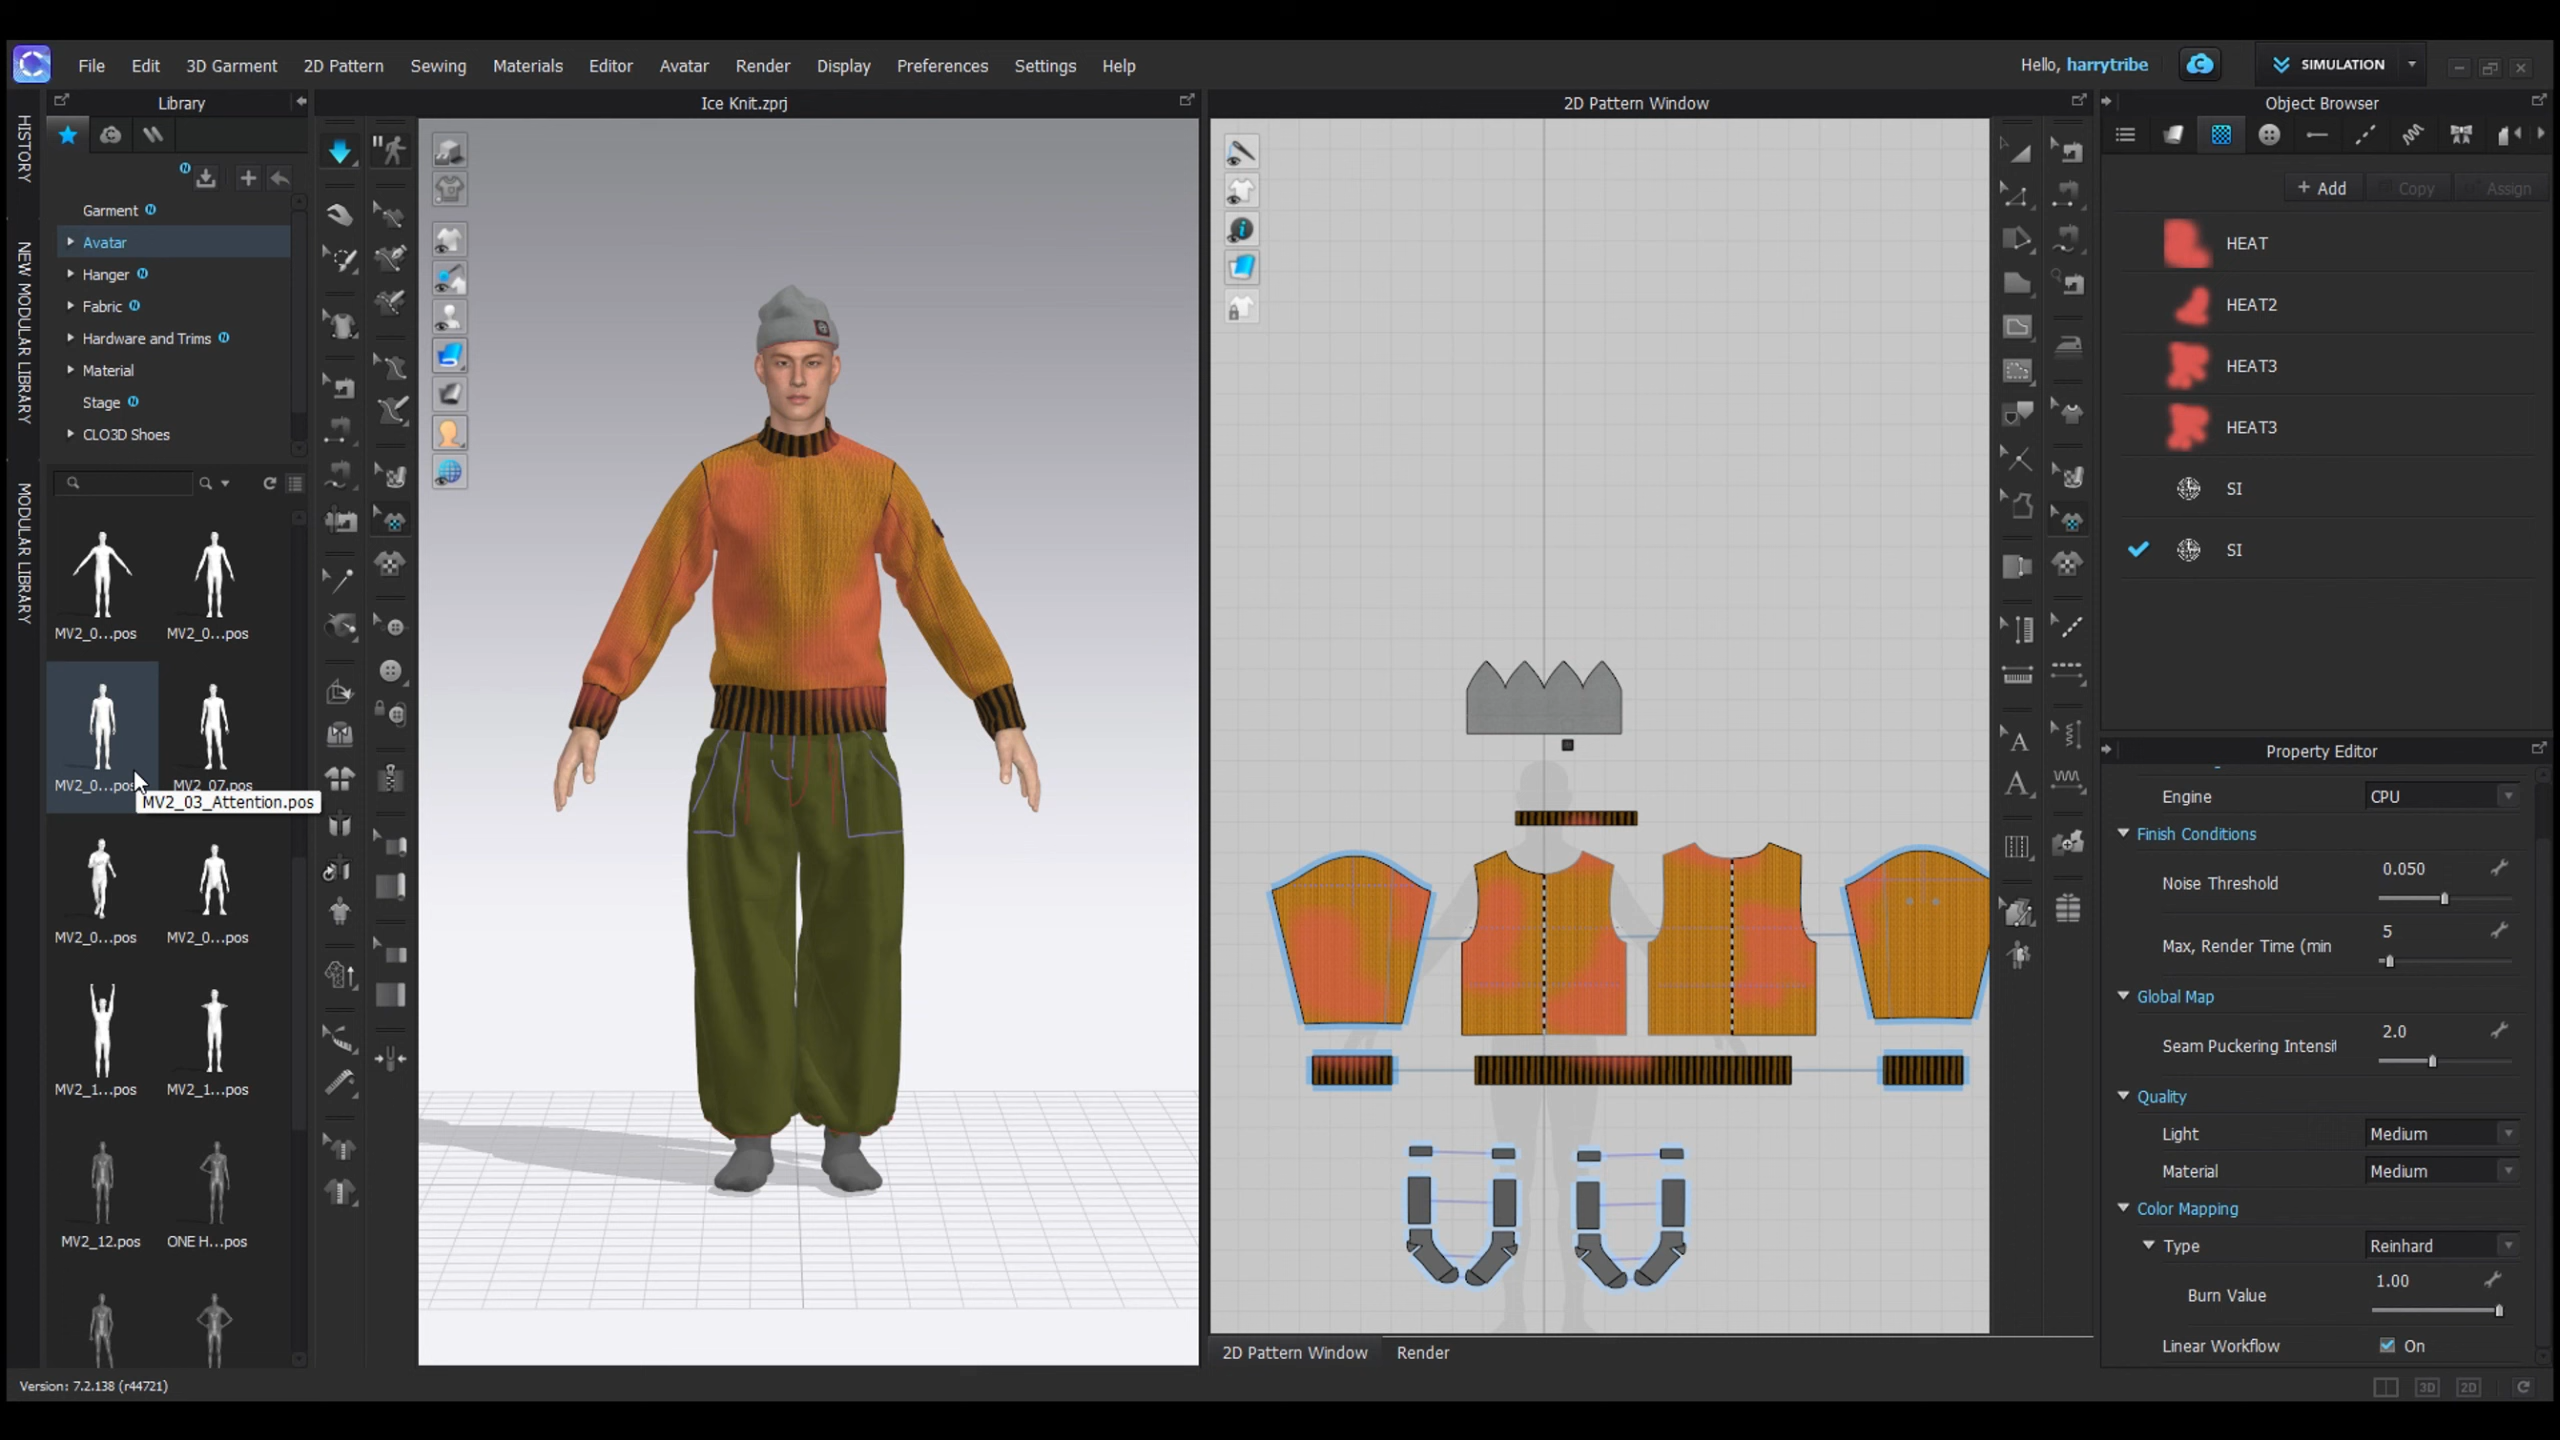 File Edit 3D Garment 2D Pattern Sewing Materials Editor Avatar Render Display Preferences Settings Help
Hello, harrytribe
SIMULATION
HISTORY
NEW MODULAR LIBRARY
MODULAR LIBRARY
Library
Garment N
Avatar
Hanger N
Fabric N
Hardware and Trims N
Material
Stage N
CLO3D Shoes
MV2_0...pos MV2_0...pos
MV2_0...pos MV2_07.pos
MV2_03_Attention.pos
MV2_0...pos MV2_0...pos
MV2_1...pos MV2_1...pos
MV2_12.pos ONE H...pos
Version: 7.2.138 (r44721)
Ice Knit.zprj
2D Pattern Window
2D Pattern Window Render
Object Browser
+ Add Copy Assign
HEAT
HEAT2
HEAT3
HEAT3
SI
SI
Property Editor
Engine CPU
Finish Conditions
Noise Threshold 0.050
Max, Render Time (min 5
Global Map
Seam Puckering Intensit 2.0
Quality
Light Medium
Material Medium
Color Mapping
Type Reinhard
Burn Value 1.00
Linear Workflow On
3D 2D